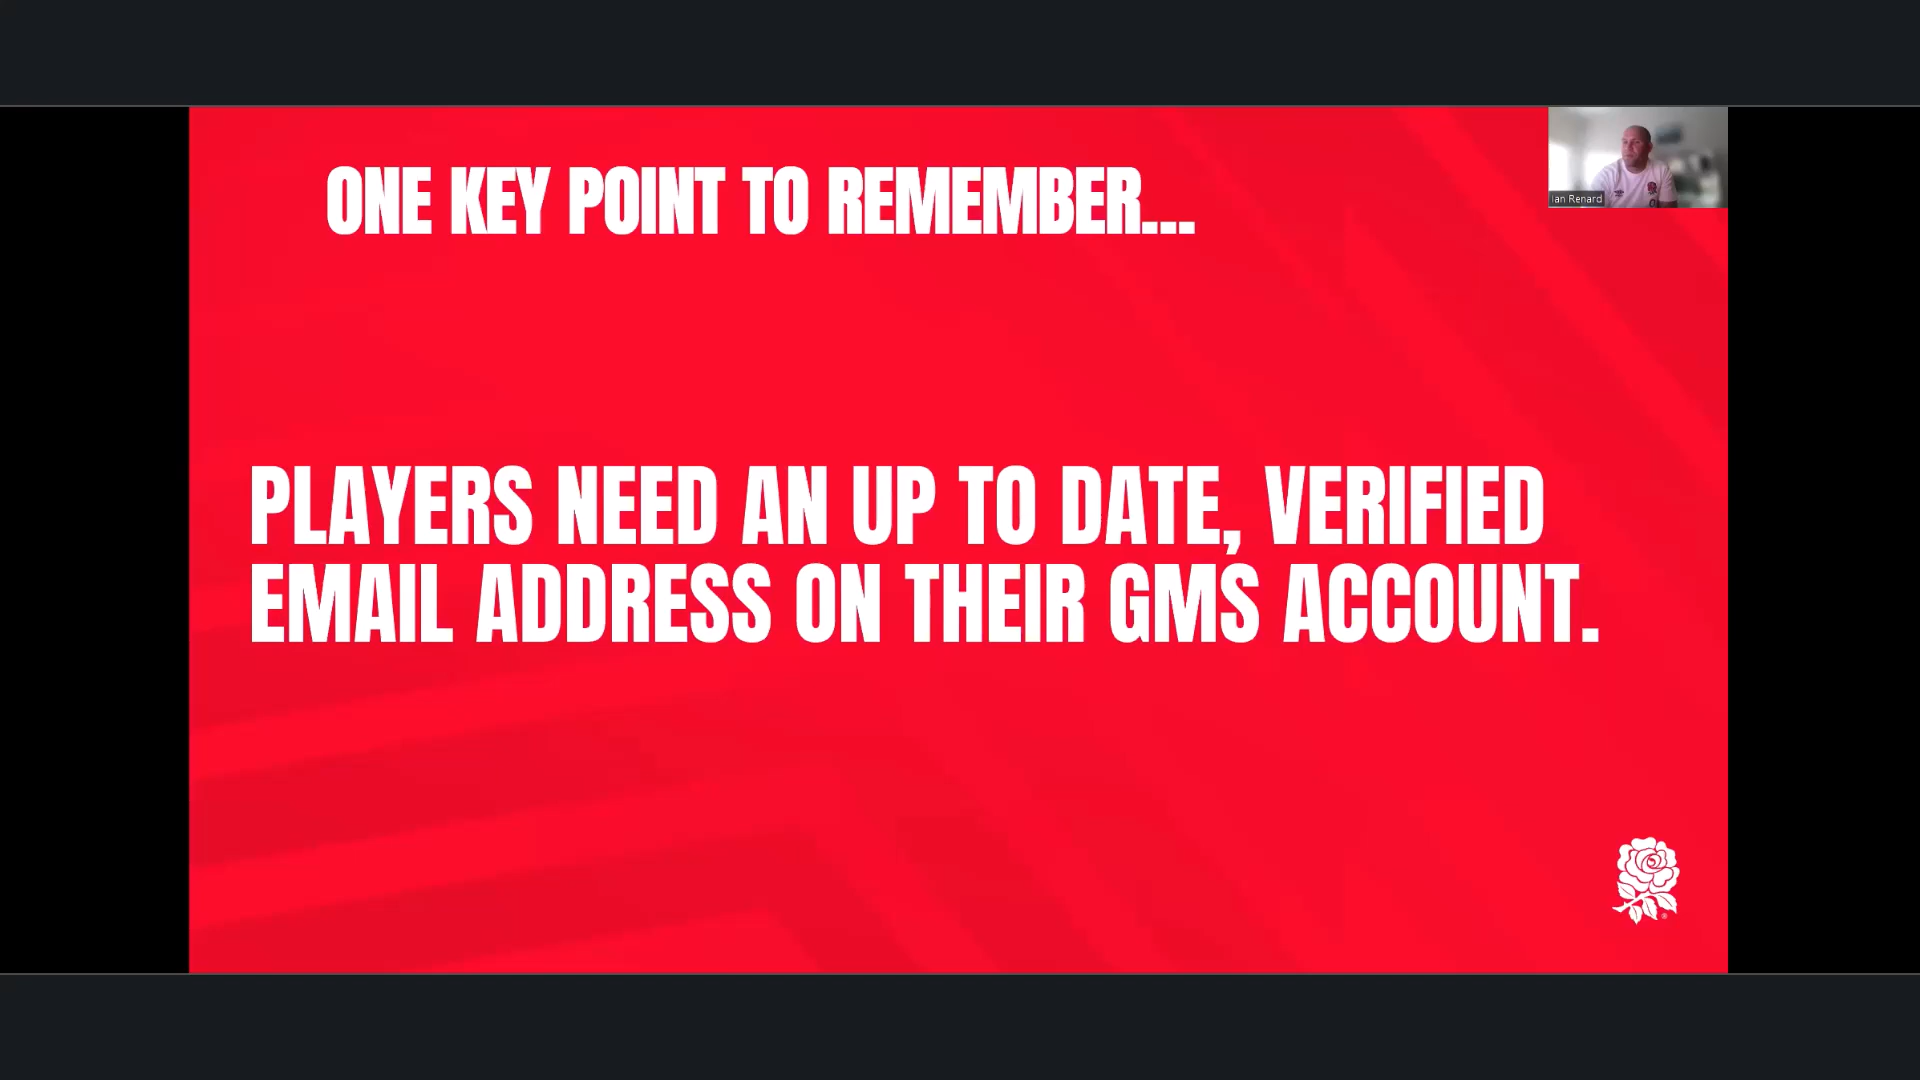 ONE KEY POINT TO REMEMBER...
Ian Renard
PLAYERS NEED AN UP TO DATE, VERIFIED
EMAIL ADDRESS ON THEIR GMS ACCOUNT.